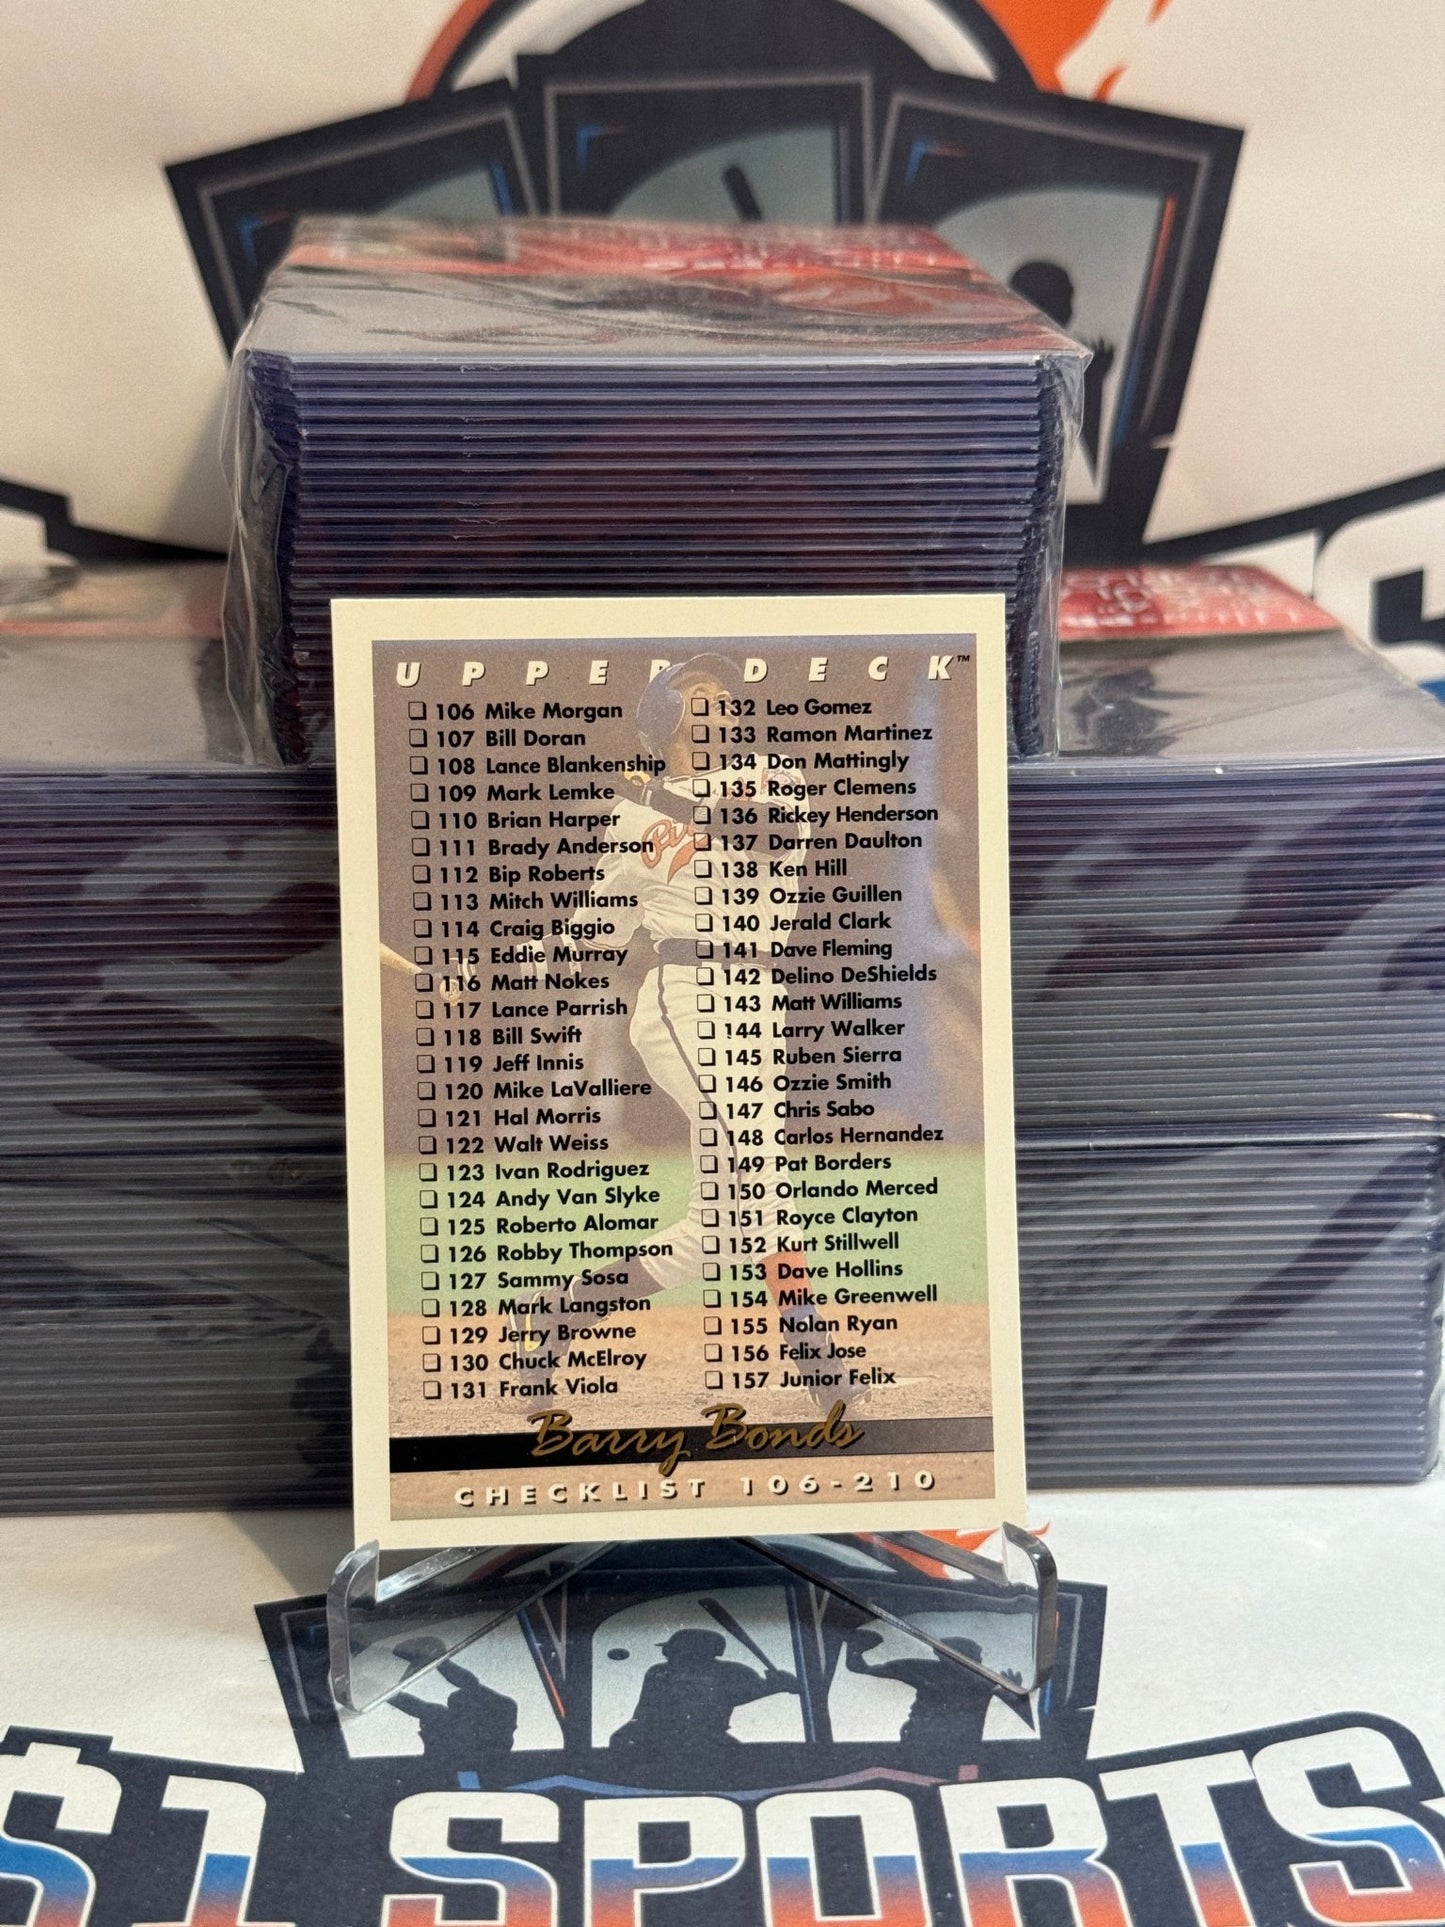 UPPER DECK™
106 Mike Morgan
107 Bill Doran
108 Lance Blankenship
109 Mark Lemke
110 Brian Harper
111 Brady Anderson
112 Bip Roberts
113 Mitch Williams
114 Craig Biggio
115 Eddie Murray
116 Matt Nokes
117 Lance Parrish
118 Bill Swift
119 Jeff Innis
120 Mike LaValliere
121 Hal Morris
122 Walt Weiss
123 Ivan Rodriguez
124 Andy Van Slyke
125 Roberto Alomar
126 Robby Thompson
127 Sammy Sosa
128 Mark Langston
129 Jerry Browne
130 Chuck McElroy
131 Frank Viola
132 Leo Gomez
133 Ramon Martinez
134 Don Mattingly
135 Roger Clemens
136 Rickey Henderson
137 Darren Daulton
138 Ken Hill
139 Ozzie Guillen
140 Jerald Clark
141 Dave Fleming
142 Delino DeShields
143 Matt Williams
144 Larry Walker
145 Ruben Sierra
146 Ozzie Smith
147 Chris Sabo
148 Carlos Hernandez
149 Pat Borders
150 Orlando Merced
151 Royce Clayton
152 Kurt Stillwell
153 Dave Hollins
154 Mike Greenwell
155 Nolan Ryan
156 Felix Jose
157 Junior Felix
Barry Bonds
CHECKLIST 106-210
$1 SPORTS